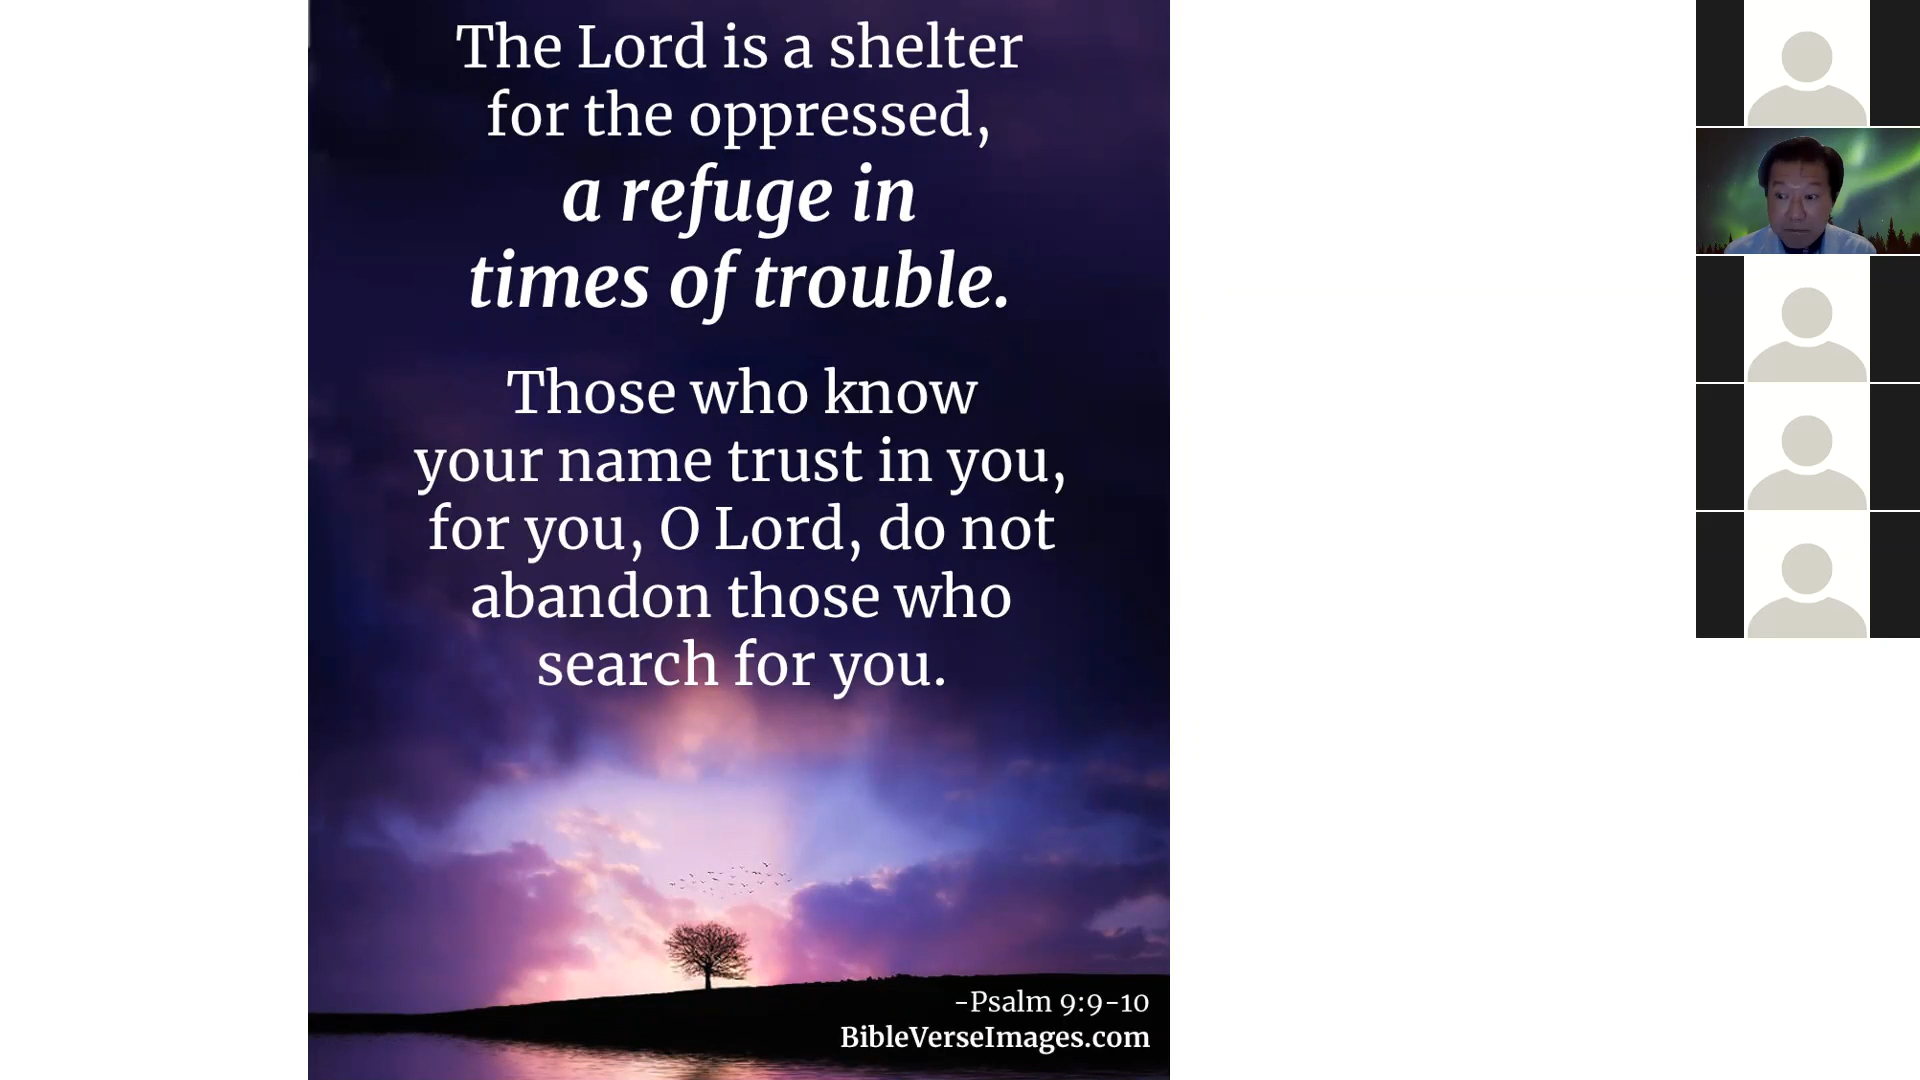 The Lord is a shelter
for the oppressed,
a refuge in
times of trouble.
Those who know
your name trust in you,
for you, O Lord, do not
abandon those who
search for you.
-Psalm 9:9-10
BibleVerseImages.com